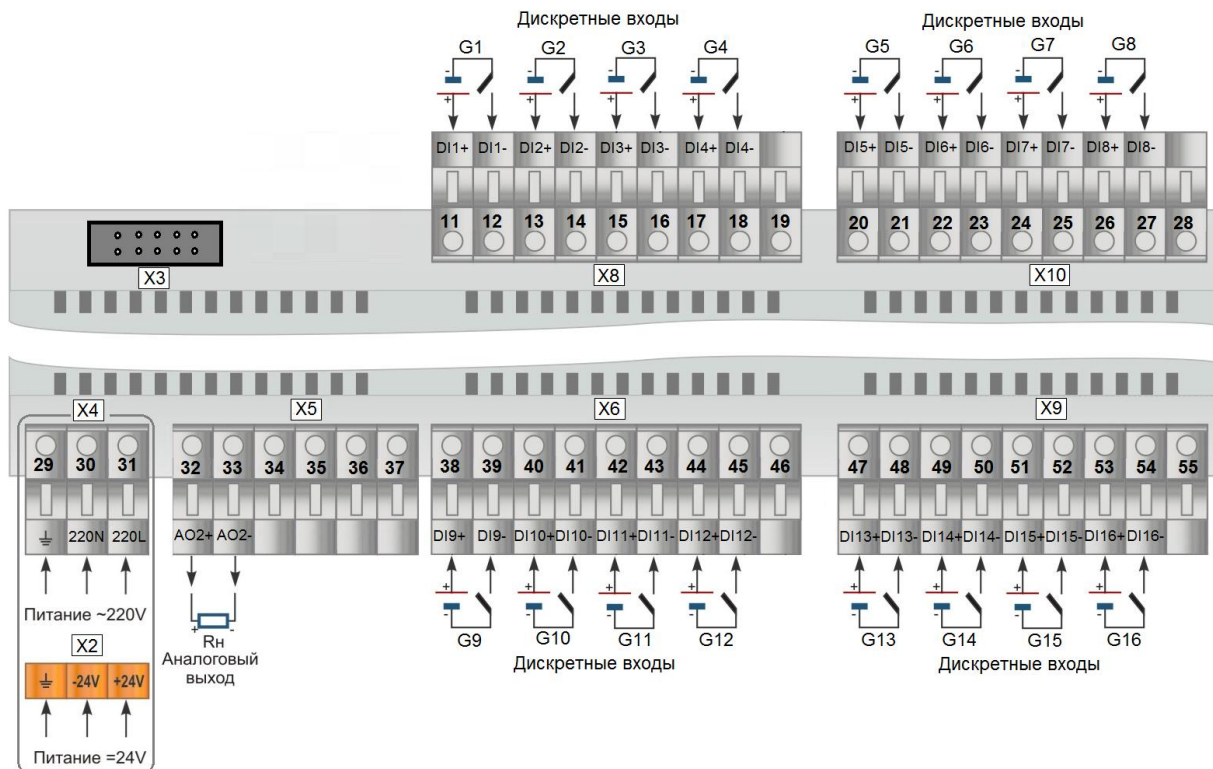 Дискретные входы
Дискретные входы
G1 G2 G3 G4
G5 G6 G7 G8
- - - -
- - - -
+ + + +
+ + + +
DI1+ DI1- DI2+ DI2- DI3+ DI3- DI4+ DI4-
DI5+ DI5- DI6+ DI6- DI7+ DI7- DI8+ DI8-
11 12 13 14 15 16 17 18 19
20 21 22 23 24 25 26 27 28
X3
X8
X10
X4
X5
X6
X9
29 30 31
32 33 34 35 36 37
38 39 40 41 42 43 44 45 46
47 48 49 50 51 52 53 54 55
220N 220L
AO2+ AO2-
DI9+ DI9- DI10+ DI10- DI11+ DI11- DI12+ DI12-
DI13+ DI13- DI14+ DI14- DI15+ DI15- DI16+ DI16-
+ + + +
+ + + +
- - - -
- - - -
Питание ~220V
+ -
Rн
Аналоговый
выход
G9 G10 G11 G12
Дискретные входы
G13 G14 G15 G16
Дискретные входы
X2
-24V +24V
Питание =24V